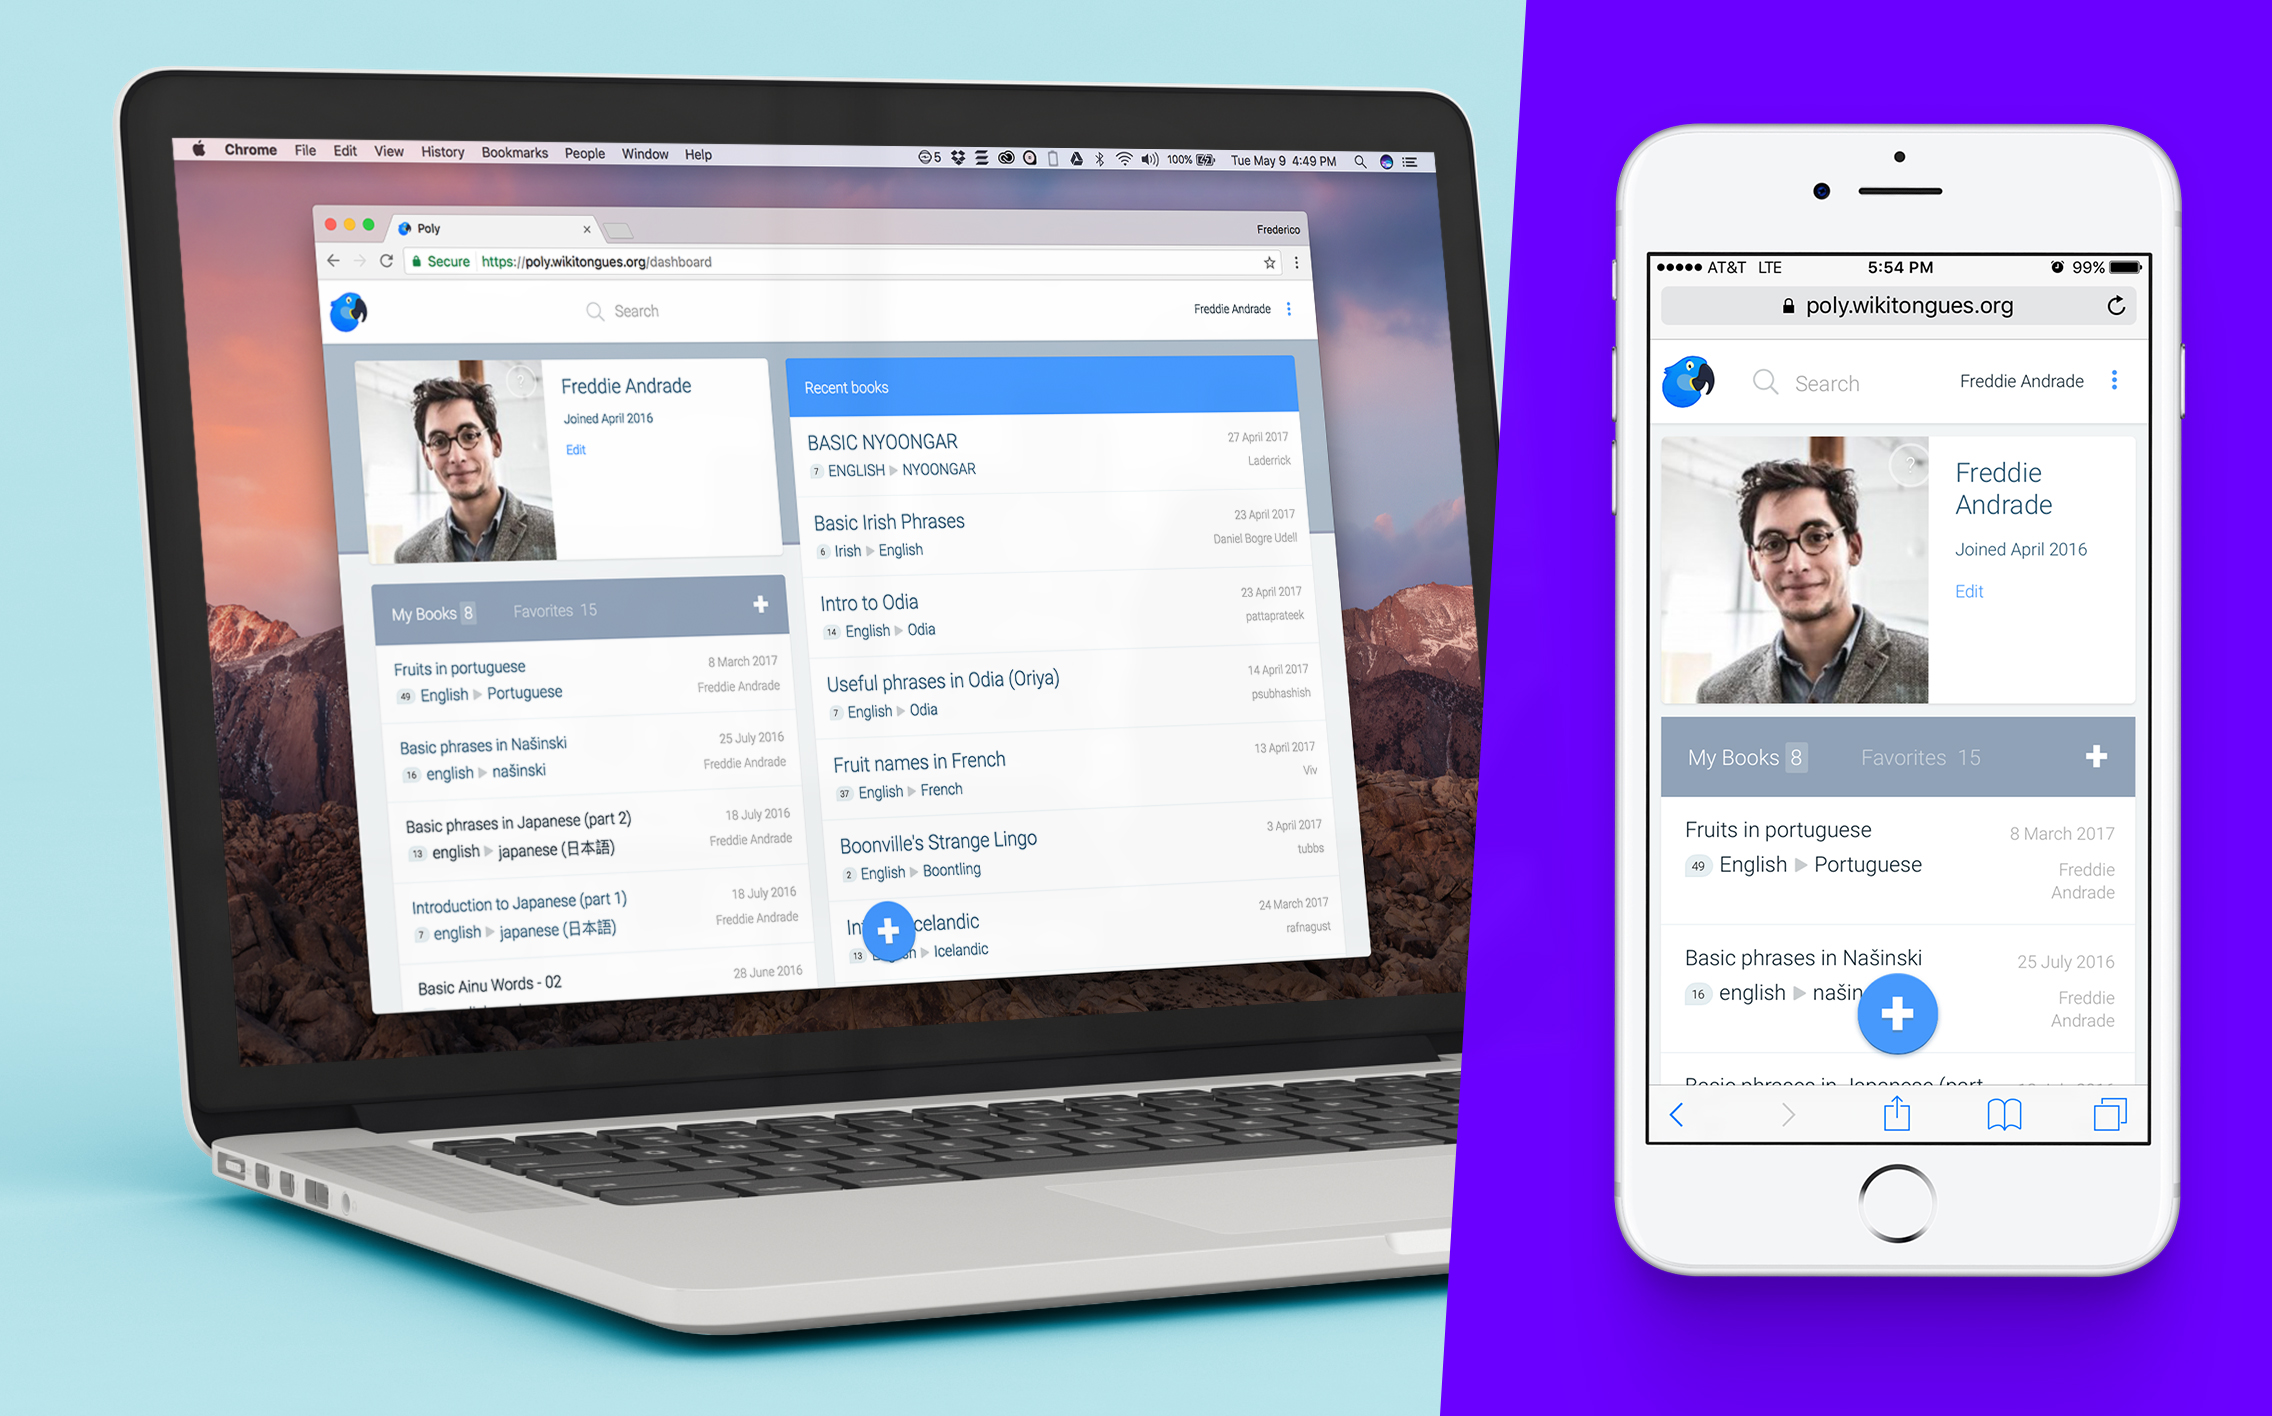 Chrome File Edit View History Bookmarks People Window Help
5 100% Tue May 9 4:49 PM
Poly
Frederico
Secure https://poly.wikitongues.org/dashboard
Search
Freddie Andrade
Freddie Andrade
Joined April 2016
Edit
My Books 8 Favorites 15
Fruits in portuguese 8 March 2017
49 English Portuguese Freddie Andrade
Basic phrases in Našinski 25 July 2016
16 english našinski Freddie Andrade
Basic phrases in Japanese (part 2) 18 July 2016
13 english japanese (日本語) Freddie Andrade
Introduction to Japanese (part 1) 18 July 2016
7 english japanese (日本語) Freddie Andrade
Basic Ainu Words - 02 28 June 2016
Recent books
BASIC NYOONGAR 27 April 2017
7 ENGLISH NYOONGAR Laderrick
Basic Irish Phrases 23 April 2017
6 Irish English Daniel Bogre Udell
Intro to Odia 23 April 2017
14 English Odia pattaprateek
Useful phrases in Odia (Oriya) 14 April 2017
7 English Odia psubhashish
Fruit names in French 13 April 2017
37 English French Viv
Boonville's Strange Lingo 3 April 2017
2 English Boontling tubbs
celandic 24 March 2017
13 Icelandic rafnagust
AT&T LTE 5:54 PM 99%
poly.wikitongues.org
Search
Freddie Andrade
?
Freddie
Andrade
Joined April 2016
Edit
My Books 8 Favorites 15
Fruits in portuguese 8 March 2017
49 English Portuguese Freddie
Andrade
Basic phrases in Našinski 25 July 2016
16 english našin Freddie
Andrade
Basic phrases in Japanese (part